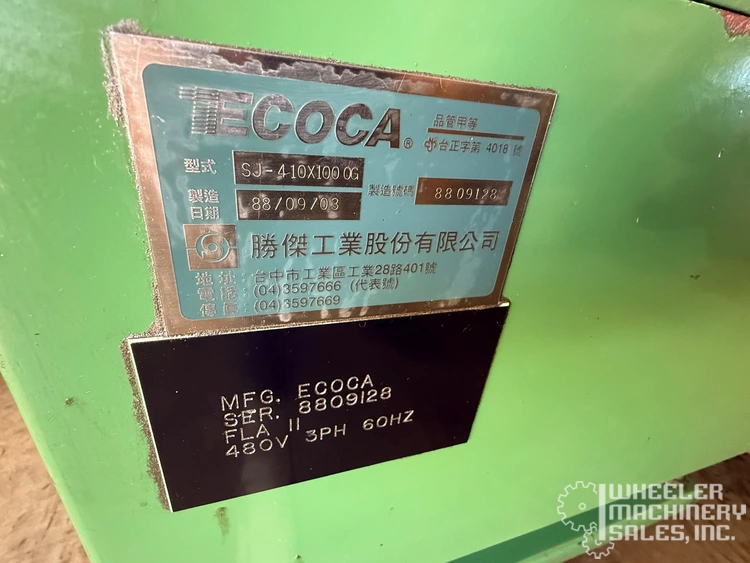 ECOCA®
品管甲等
台正字第 4018 號
型式 SJ-410X1000G
製造日期 88/09/03
製造號碼 8809128
勝傑工業股份有限公司
地址：台中市工業區工業28路401號
電話：(04)3597666 (代表號)
傳真：(04)3597669
MFG. ECOCA
SER. 8809128
FLA 11
480V 3PH 60HZ
WHEELER
MACHINERY
SALES, INC.